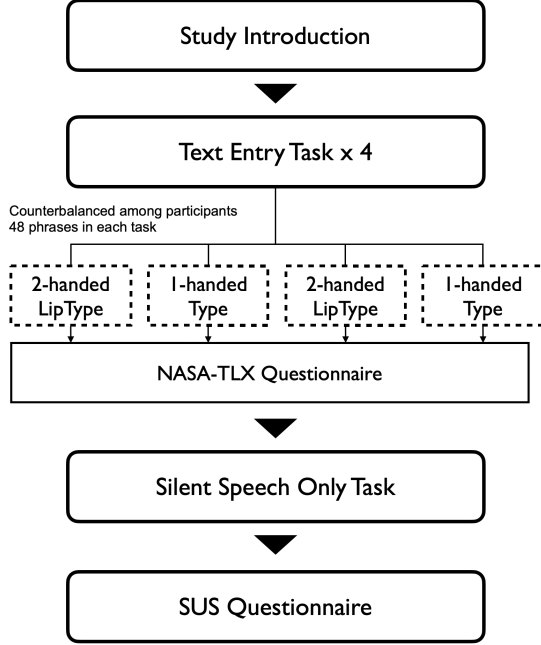 Study Introduction
Text Entry Task x 4
Counterbalanced among participants
48 phrases in each task
2-handed
LipType
1-handed
Type
2-handed
LipType
1-handed
Type
NASA-TLX Questionnaire
Silent Speech Only Task
SUS Questionnaire